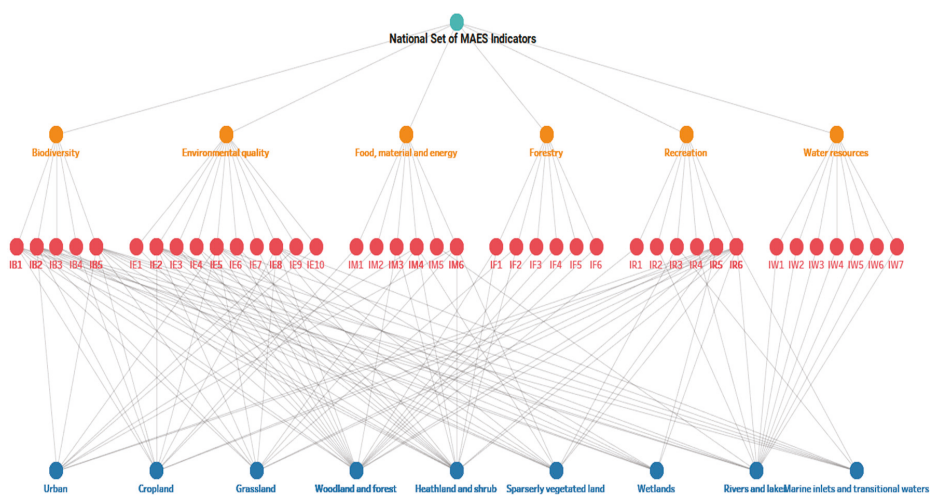 National Set of MAES Indicators
Biodiversity Environmental quality Food, material and energy Forestry Recreation Water resources
IB1 IB2 IB3 IB4 IB5 IE1 IE2 IE3 IE4 IE5 IE6 IE7 IE8 IE9 IE10 IM1 IM2 IM3 IM4 IM5 IM6 IF1 IF2 IF3 IF4 IF5 IF6 IR1 IR2 IR3 IR4 IR5 IR6 IW1 IW2 IW3 IW4 IW5 IW6 IW7
Urban Cropland Grassland Woodland and forest Heathland and shrub Sparserly vegetated land Wetlands Rivers and lakes Marine inlets and transitional waters